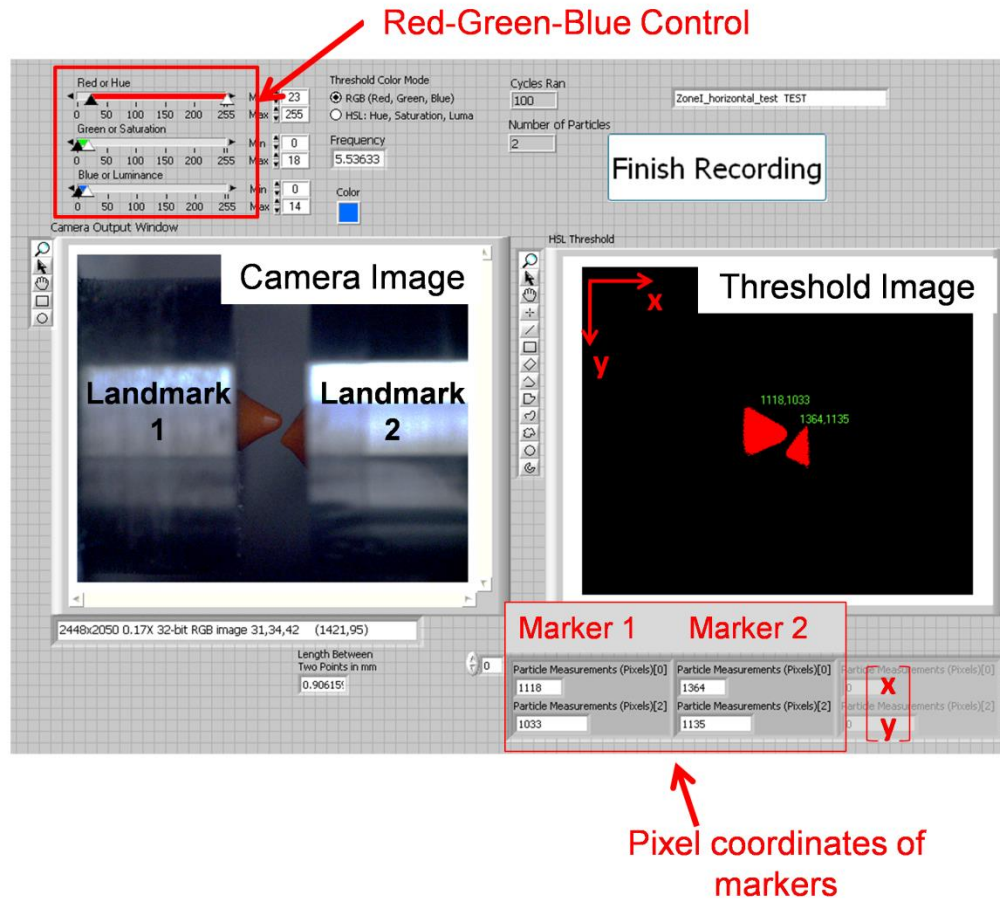 Red-Green-Blue Control
Red or Hue
0 50 100 150 200 255
Min 23
Max 255
Green or Saturation
0 50 100 150 200 255
Min 0
Max 18
Blue or Luminance
0 50 100 150 200 255
Min 0
Max 14
Threshold Color Mode
RGB (Red, Green, Blue)
HSL: Hue, Saturation, Luma
Frequency
5.53633
Color
Cycles Ran
100
Number of Particles
2
ZoneI_horizontal_test TEST
Finish Recording
Camera Output Window
Camera Image
Landmark
1
Landmark
2
HSL Threshold
Threshold Image
x
y
1118,1033
1364,1135
2448x2050 0.17X 32-bit RGB image 31,34,42 (1421,95)
Length Between
Two Points in mm
0.906159
0
Marker 1 Marker 2
Particle Measurements (Pixels)[0]
1118
Particle Measurements (Pixels)[2]
1033
Particle Measurements (Pixels)[0]
1364
Particle Measurements (Pixels)[2]
1135
Particle Measurements (Pixels)[0]
0
x
Particle Measurements (Pixels)[2]
0
y
Pixel coordinates of
markers